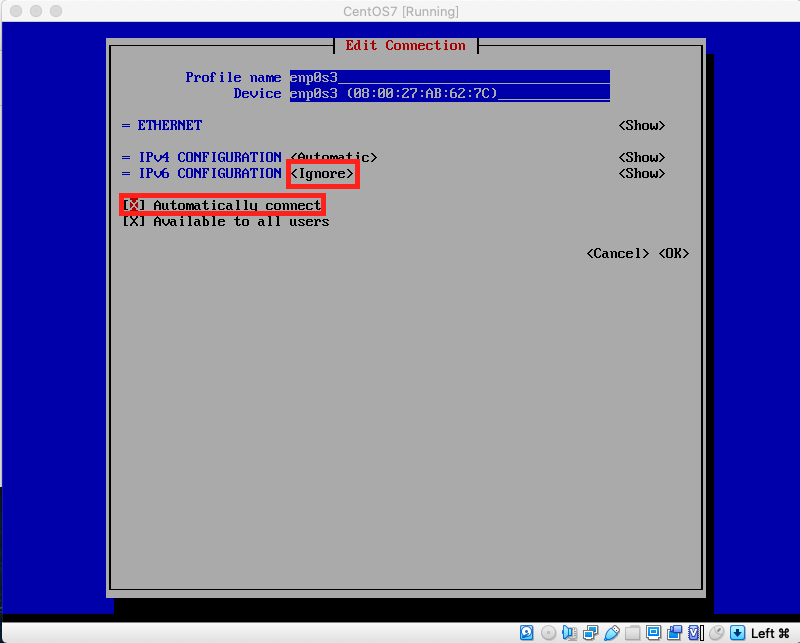 CentOS7 [Running]
Edit Connection
Profile name enp0s3
Device enp0s3 (08:00:27:AB:62:7C)
= ETHERNET <Show>
= IPv4 CONFIGURATION <Automatic> <Show>
= IPv6 CONFIGURATION <Ignore> <Show>
[X] Automatically connect
[X] Available to all users
<Cancel> <OK>
Left ⌘